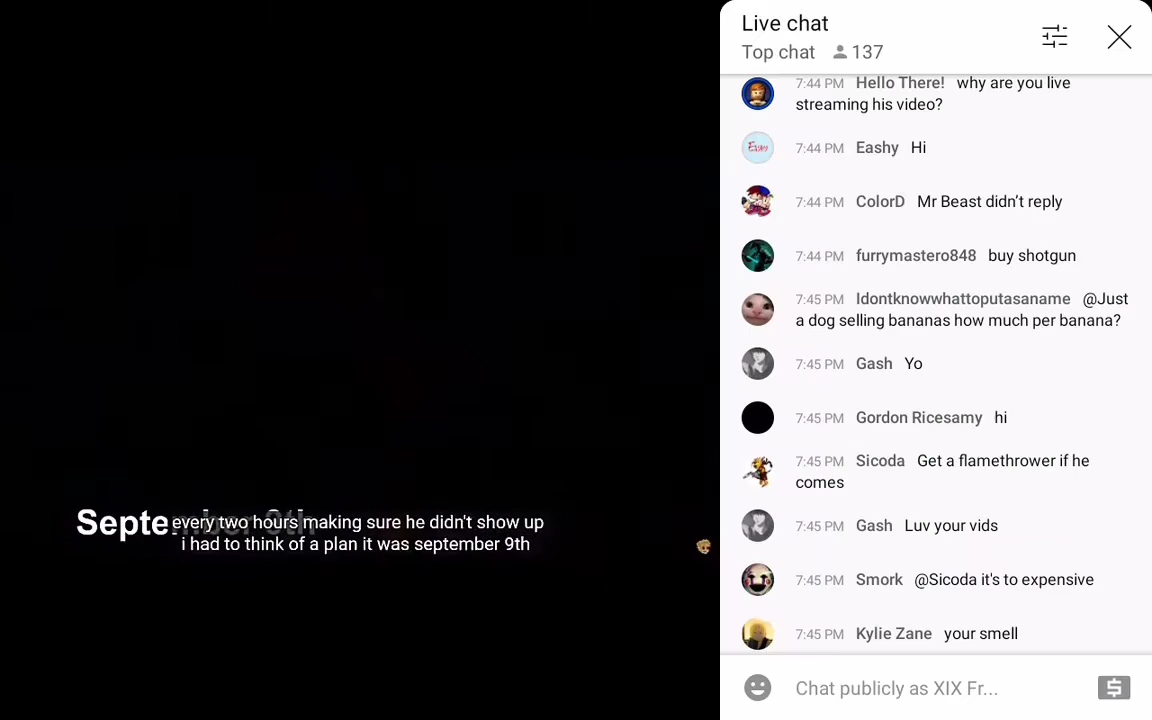 Live chat
Top chat 137
7:44 PM Hello There! why are you live
streaming his video?
7:44 PM Eashy Hi
7:44 PM ColorD Mr Beast didn’t reply
7:44 PM furrymastero848 buy shotgun
7:45 PM Idontknowwhattoputasaname @Just
a dog selling bananas how much per banana?
7:45 PM Gash Yo
7:45 PM Gordon Ricesamy hi
7:45 PM Sicoda Get a flamethrower if he
comes
7:45 PM Gash Luv your vids
7:45 PM Smork @Sicoda it's to expensive
7:45 PM Kylie Zane your smell
Chat publicly as XIX Fr...
September 9th
every two hours making sure he didn't show up
i had to think of a plan it was september 9th